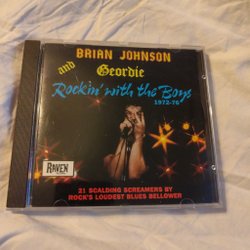 BRIAN JOHNSON
and Geordie
Rockin' with the Boys
1972-76
RAVEN
21 SCALDING SCREAMERS BY
ROCK'S LOUDEST BLUES BELLOWER